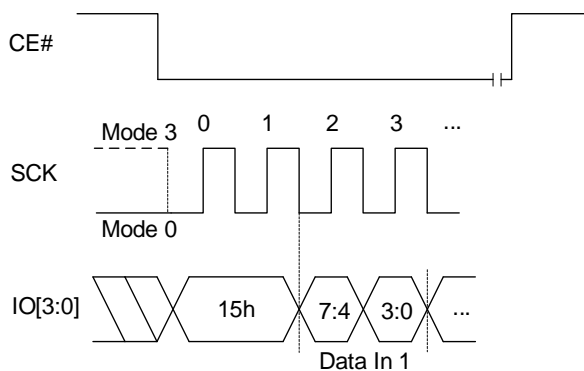 CE#
Mode 3 0 1 2 3 ...
SCK
Mode 0
IO[3:0] 15h 7:4 3:0 ...
Data In 1